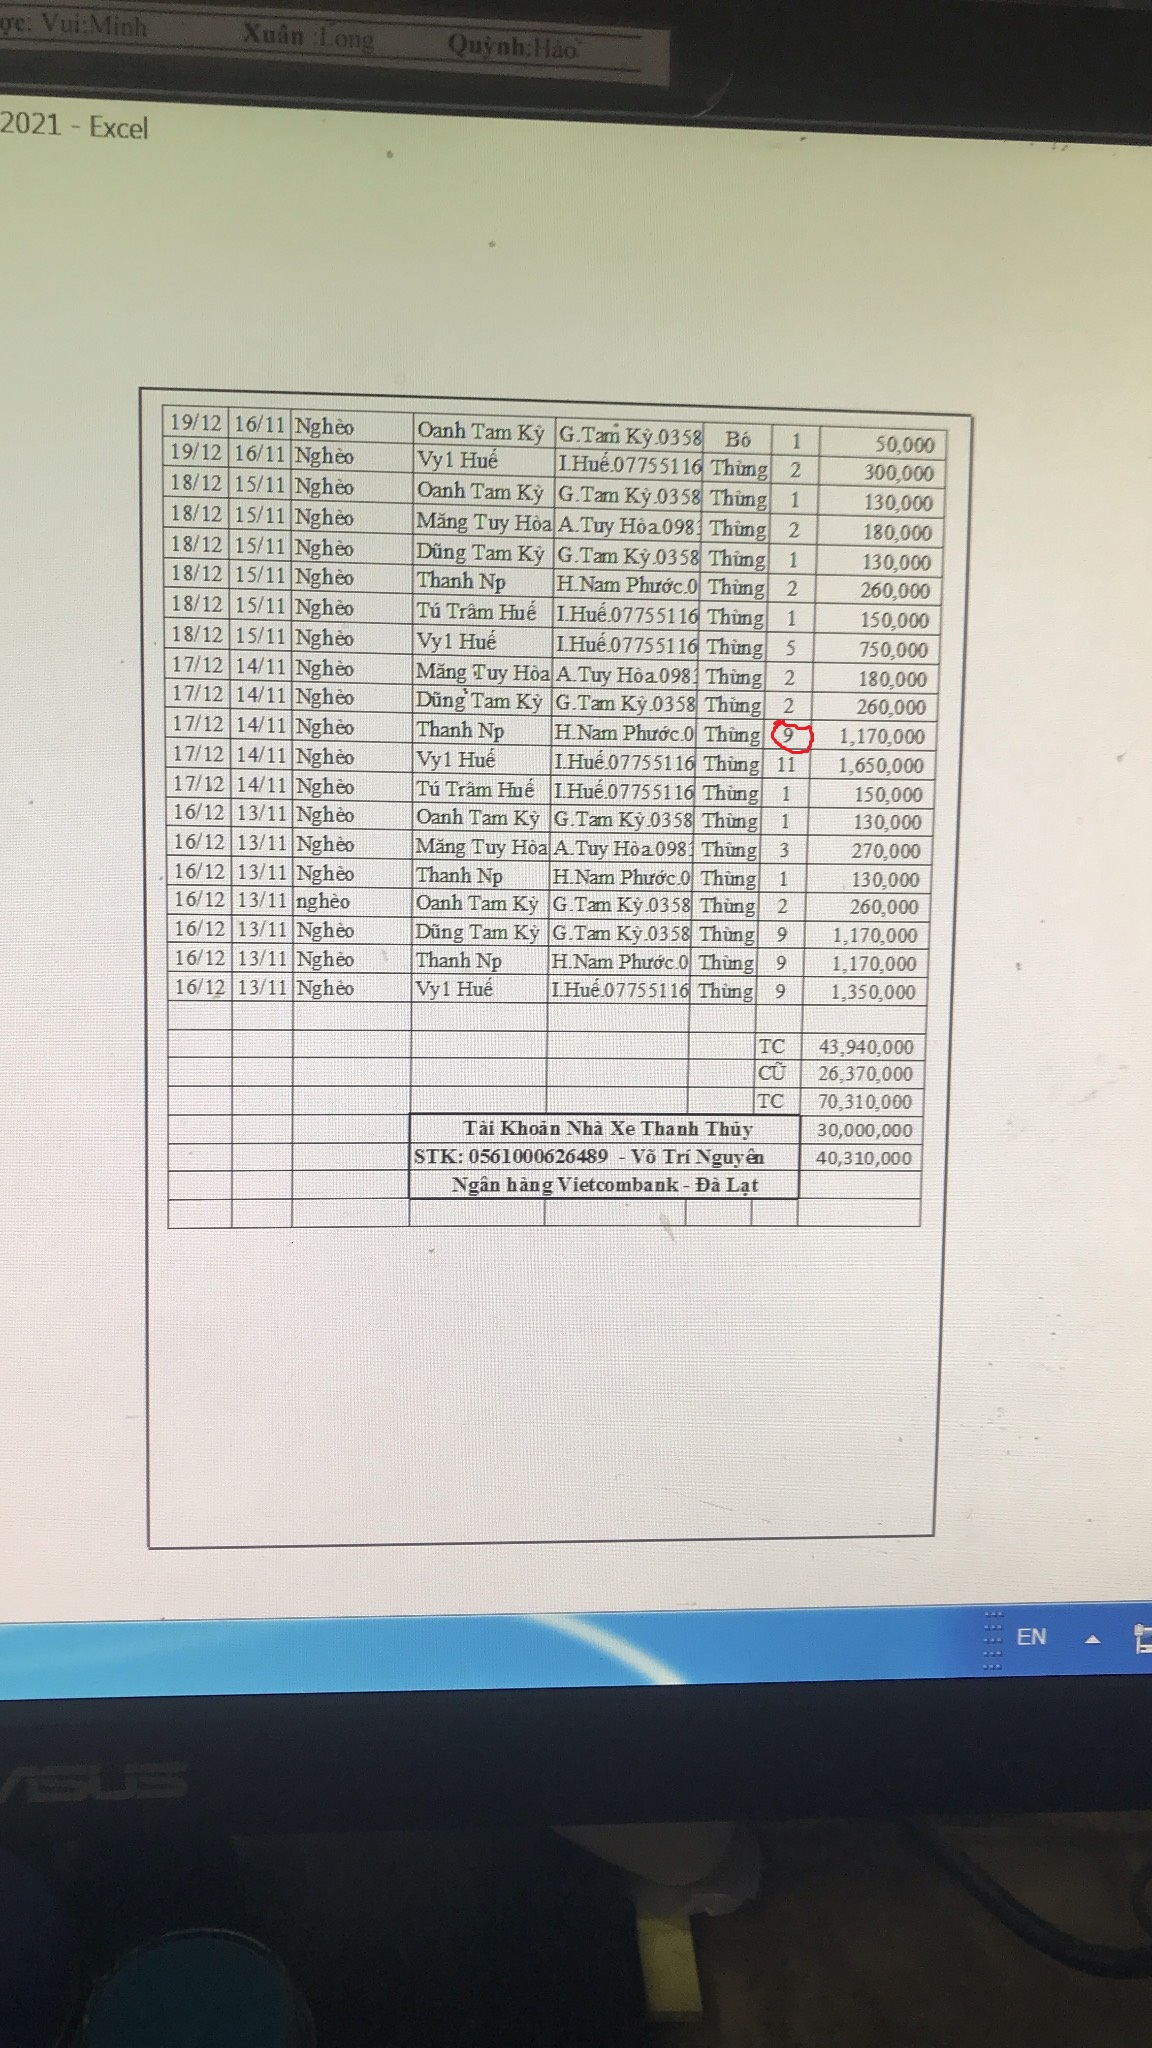 Vui:Minh Xuân :Long Quỳnh:Hảo
2021 - Excel
19/12 16/11 Nghèo Oanh Tam Kỳ G.Tam Kỳ.0358 Bó 1 50,000
19/12 16/11 Nghèo Vy1 Huế I.Huế.07755116 Thùng 2 300,000
18/12 15/11 Nghèo Oanh Tam Kỳ G.Tam Kỳ.0358 Thùng 1 130,000
18/12 15/11 Nghèo Măng Tuy Hòa A.Tuy Hòa.098 Thùng 2 180,000
18/12 15/11 Nghèo Dũng Tam Kỳ G.Tam Kỳ.0358 Thùng 1 130,000
18/12 15/11 Nghèo Thanh Np H.Nam Phước.0 Thùng 2 260,000
18/12 15/11 Nghèo Tú Trâm Huế I.Huế.07755116 Thùng 1 150,000
18/12 15/11 Nghèo Vy1 Huế I.Huế.07755116 Thùng 5 750,000
17/12 14/11 Nghèo Măng Tuy Hòa A.Tuy Hòa.098 Thùng 2 180,000
17/12 14/11 Nghèo Dũng Tam Kỳ G.Tam Kỳ.0358 Thùng 2 260,000
17/12 14/11 Nghèo Thanh Np H.Nam Phước.0 Thùng 9 1,170,000
17/12 14/11 Nghèo Vy1 Huế I.Huế.07755116 Thùng 11 1,650,000
17/12 14/11 Nghèo Tú Trâm Huế I.Huế.07755116 Thùng 1 150,000
16/12 13/11 Nghèo Oanh Tam Kỳ G.Tam Kỳ.0358 Thùng 1 130,000
16/12 13/11 Nghèo Măng Tuy Hòa A.Tuy Hòa.098 Thùng 3 270,000
16/12 13/11 Nghèo Thanh Np H.Nam Phước.0 Thùng 1 130,000
16/12 13/11 nghèo Oanh Tam Kỳ G.Tam Kỳ.0358 Thùng 2 260,000
16/12 13/11 Nghèo Dũng Tam Kỳ G.Tam Kỳ.0358 Thùng 9 1,170,000
16/12 13/11 Nghèo Thanh Np H.Nam Phước.0 Thùng 9 1,170,000
16/12 13/11 Nghèo Vy1 Huế I.Huế.07755116 Thùng 9 1,350,000
TC 43,940,000
CŨ 26,370,000
TC 70,310,000
Tài Khoản Nhà Xe Thanh Thủy 30,000,000
STK: 0561000626489 - Võ Trí Nguyên 40,310,000
Ngân hàng Vietcombank - Đà Lạt
EN
ASUS